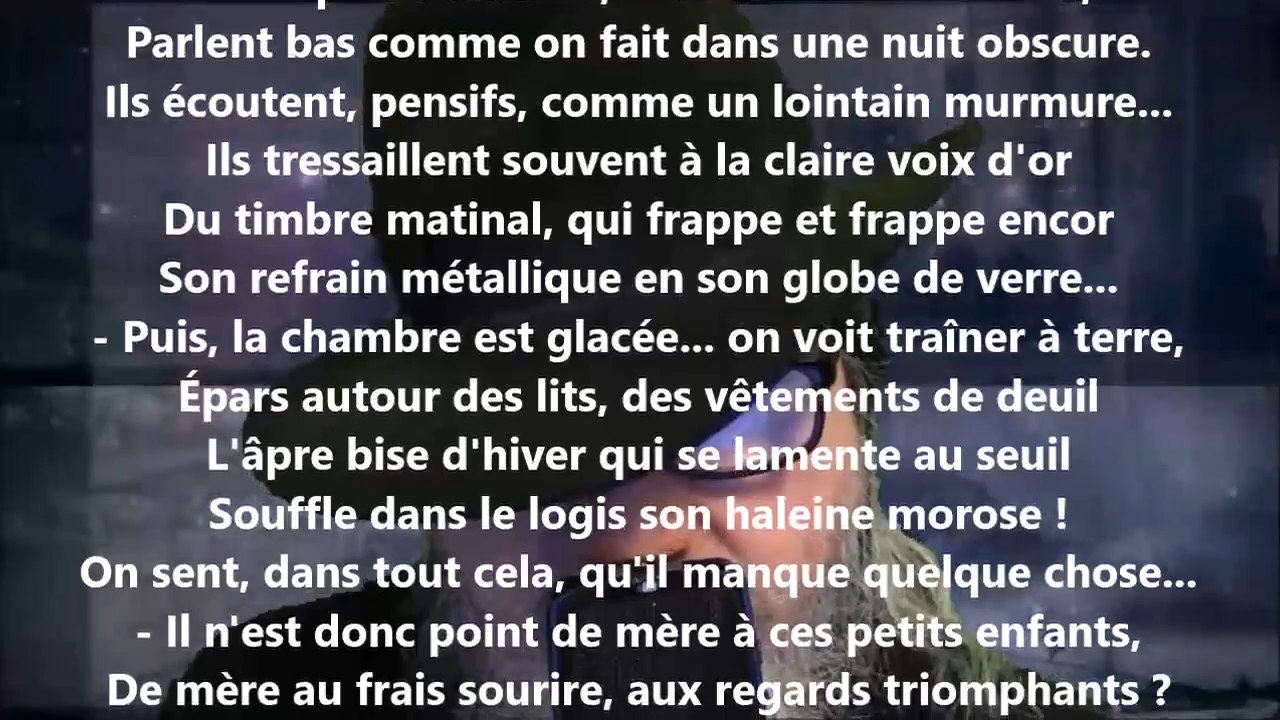 Parlent bas comme on fait dans une nuit obscure.
Ils écoutent, pensifs, comme un lointain murmure...
Ils tressaillent souvent à la claire voix d'or
Du timbre matinal, qui frappe et frappe encor
Son refrain métallique en son globe de verre...
- Puis, la chambre est glacée... on voit traîner à terre,
Épars autour des lits, des vêtements de deuil
L'âpre bise d'hiver qui se lamente au seuil
Souffle dans le logis son haleine morose !
On sent, dans tout cela, qu'il manque quelque chose...
- Il n'est donc point de mère à ces petits enfants,
De mère au frais sourire, aux regards triomphants ?